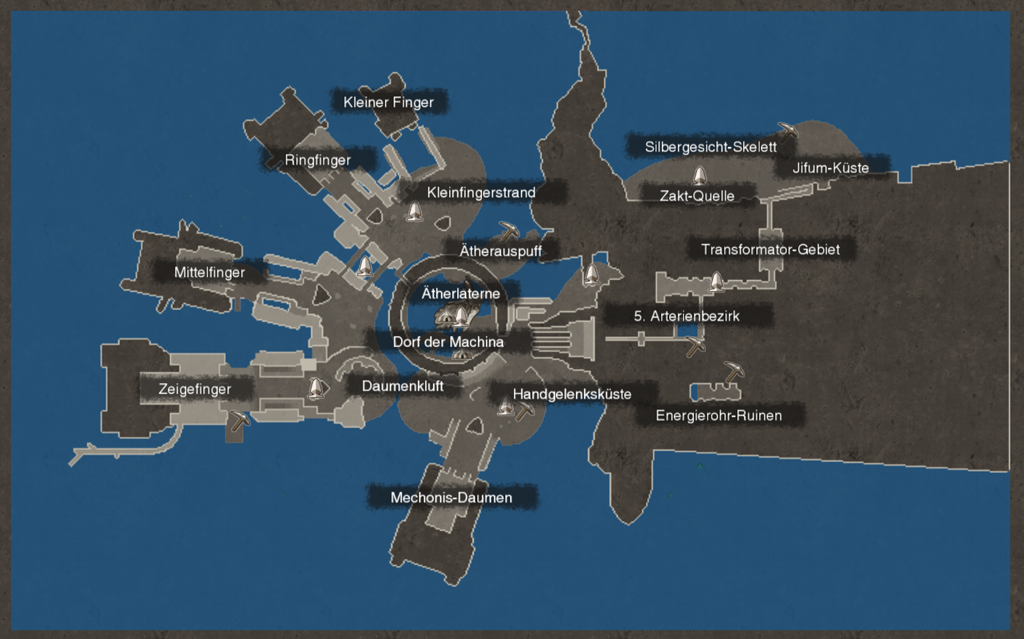 Kleiner Finger
Ringfinger
Silbergesicht-Skelett
Jifum-Küste
Kleinfingerstrand
Zakt-Quelle
Ätherauspuff
Transformator-Gebiet
Mittelfinger
Ätherlaterne
5. Arterienbezirk
Dorf der Machina
Zeigefinger
Daumenkluft
Handgelenksküste
Energierohr-Ruinen
Mechonis-Daumen